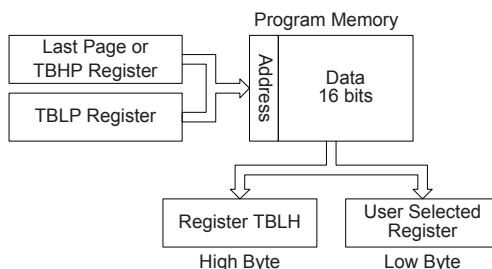 Program Memory
Last Page or
TBHP Register
TBLP Register
Address
Data
16 bits
Register TBLH
User Selected
Register
High Byte
Low Byte